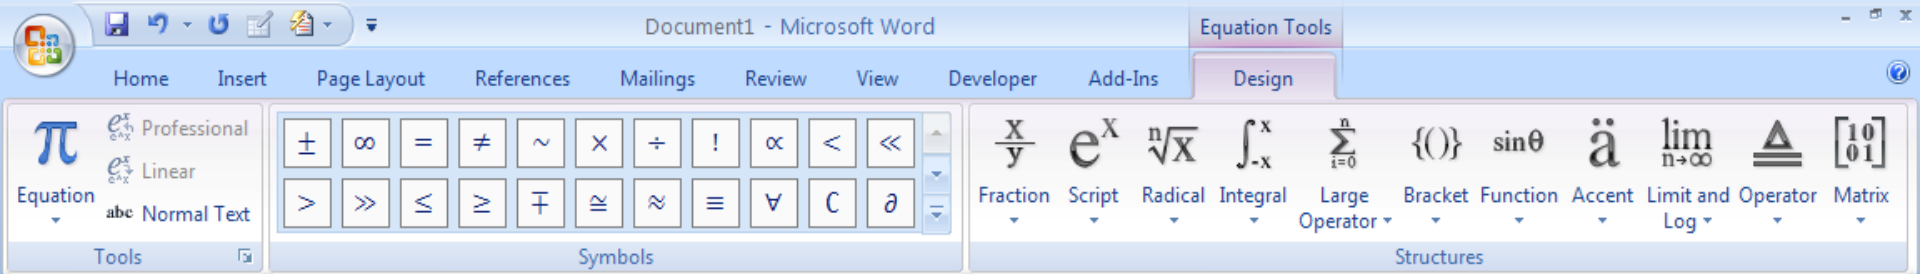 Document1 - Microsoft Word
Equation Tools
Home Insert Page Layout References Mailings Review View Developer Add-Ins Design
π Equation
Professional
Linear
abc Normal Text
Tools
± ∞ = ≠ ~ × ÷ ! ∝ < ≪
> ≫ ≤ ≥ ∓ ≅ ≈ ≡ ∀ ∁ ∂
Symbols
x/y eˣ ⁿ√x ∫ x -x n ∑ i=0 {()} sinθ ä lim n→∞ ≜ [1 0 0 1]
Fraction Script Radical Integral Large Operator Bracket Function Accent Limit and Log Operator Matrix
Structures